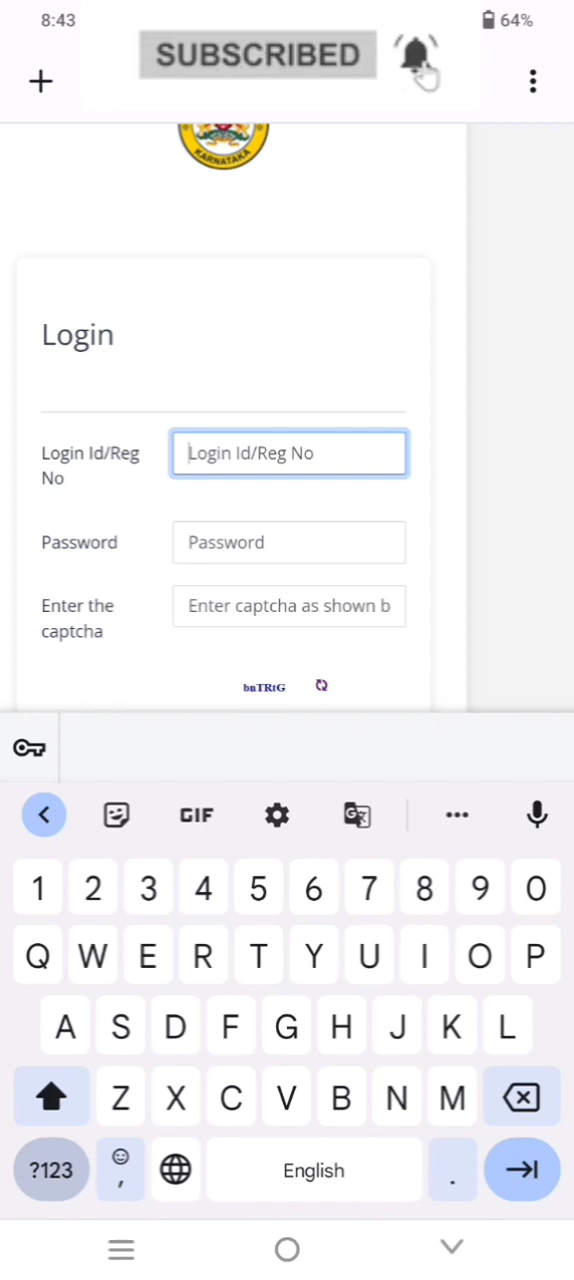 8:43
64%
SUBSCRIBED
KARNATAKA
Login
Login Id/Reg No
Login Id/Reg
No
Password
Password
Enter the
captcha
Enter captcha as shown b
bnTRtG
GIF
1 2 3 4 5 6 7 8 9 0
Q W E R T Y U I O P
A S D F G H J K L
Z X C V B N M
?123
,
English
.